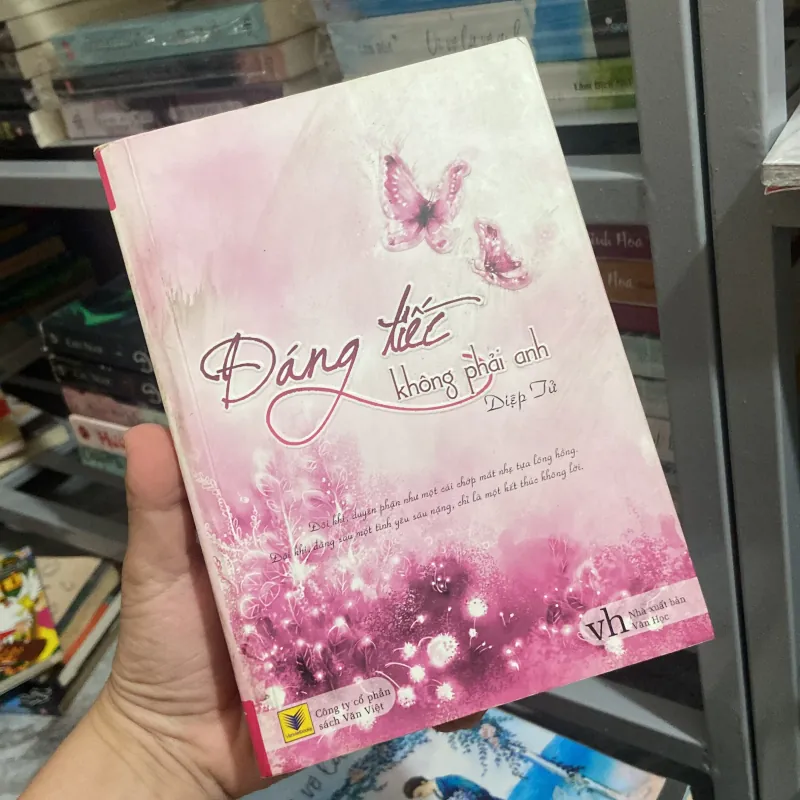 Đáng tiếc
không phải anh
Diệp Tử
Đôi khi, duyên phận như một cái chớp mắt nhẹ tựa lông hồng.
Đôi khi, đằng sau một tình yêu sâu nặng, chỉ là một kết thúc không lời.
vh Nhà xuất bản
Văn Học
Công ty cổ phần
sách Văn Việt